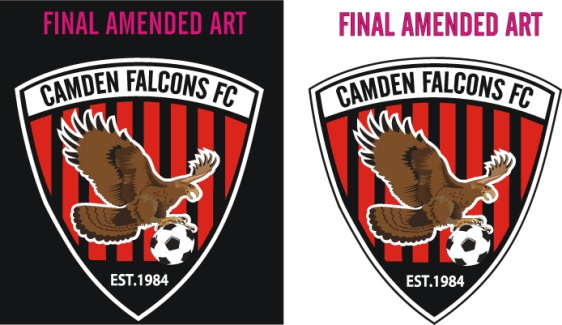 FINAL AMENDED ART
CAMDEN FALCONS FC
EST.1984
FINAL AMENDED ART
CAMDEN FALCONS FC
EST.1984